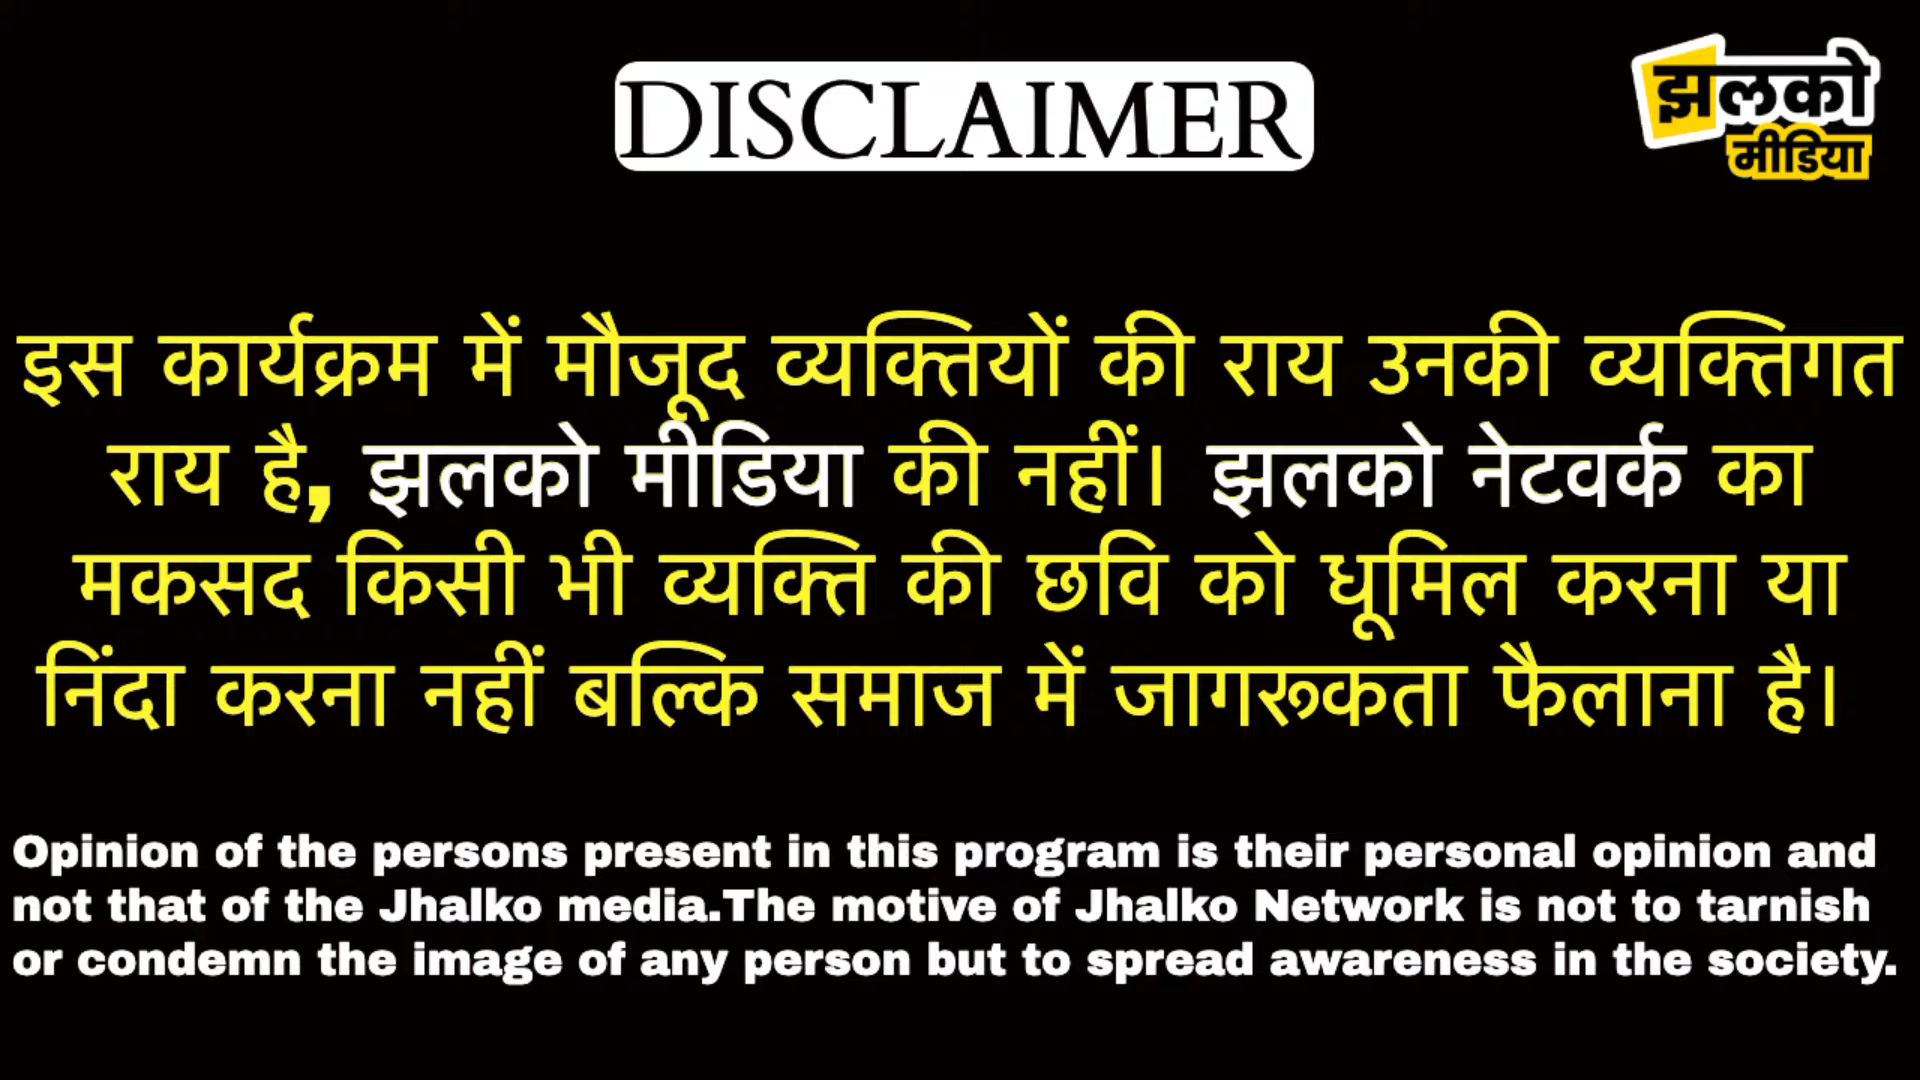 DISCLAIMER
झलको
मीडिया
इस कार्यक्रम में मौजूद व्यक्तियों की राय उनकी व्यक्तिगत
राय है, झलको मीडिया की नहीं। झलको नेटवर्क का
मकसद किसी भी व्यक्ति की छवि को धूमिल करना या
निंदा करना नहीं बल्कि समाज में जागरूकता फैलाना है।
Opinion of the persons present in this program is their personal opinion and
not that of the Jhalko media.The motive of Jhalko Network is not to tarnish
or condemn the image of any person but to spread awareness in the society.